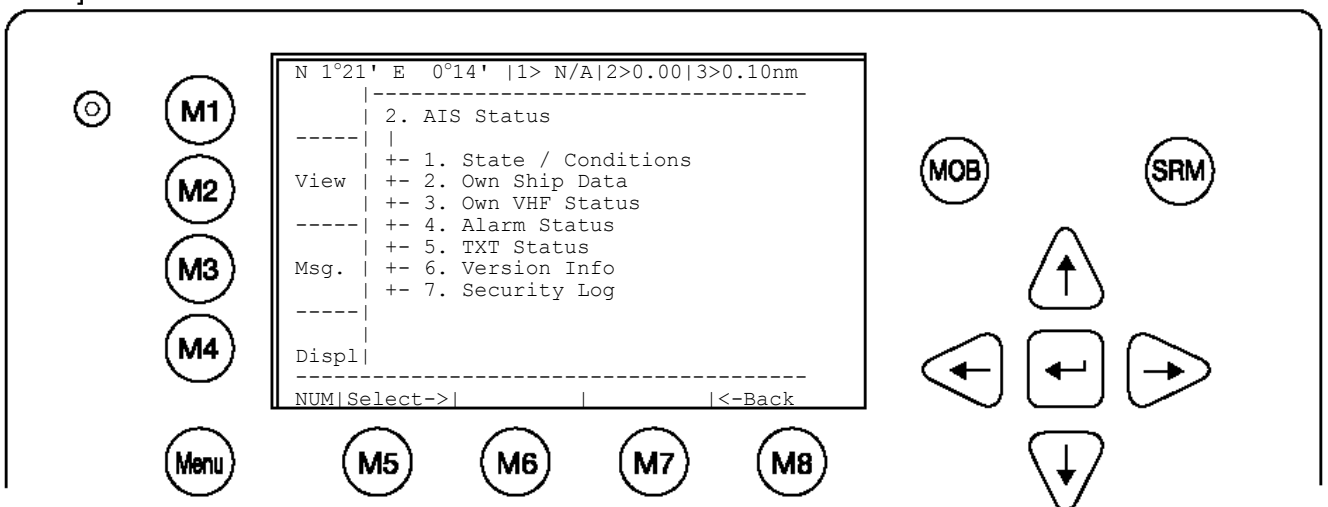 ]
N 1°21' E  0°14' |1> N/A|2>0.00|3>0.10nm
M1
2. AIS Status
MOB
SRM
1. State / Conditions
M2
View
2. Own Ship Data
3. Own VHF Status
4. Alarm Status
5. TXT Status
M3
Msg.
6. Version Info
7. Security Log
M4
Displ
NUM|Select->| | |<-Back
Menu
M5
M6
M7
M8